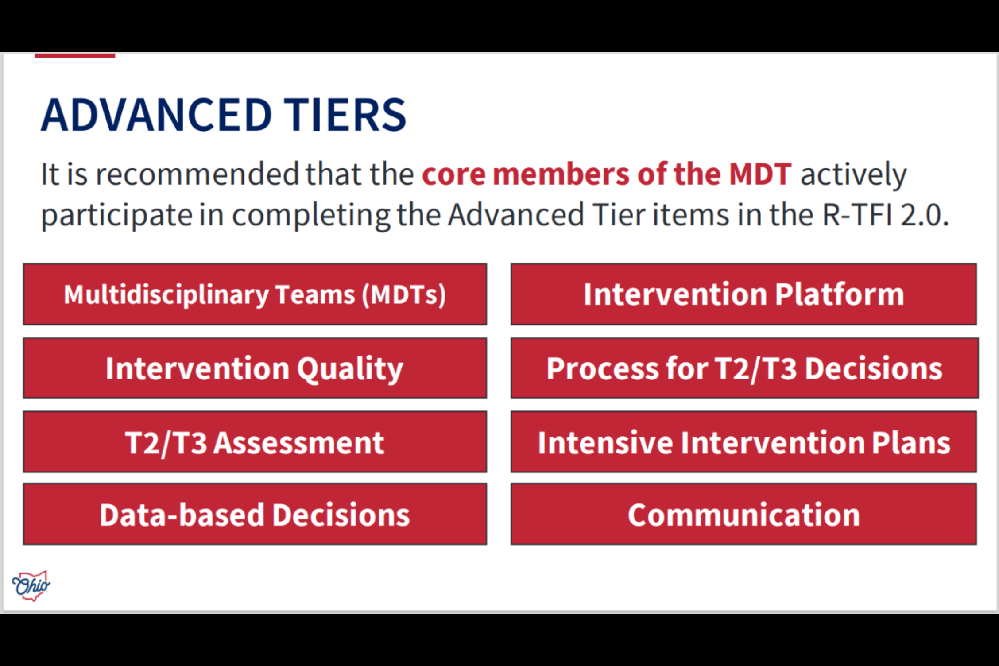 ADVANCED TIERS
It is recommended that the core members of the MDT actively
participate in completing the Advanced Tier items in the R-TFI 2.0.
Multidisciplinary Teams (MDTs)
Intervention Platform
Intervention Quality
Process for T2/T3 Decisions
T2/T3 Assessment
Intensive Intervention Plans
Data-based Decisions
Communication
Ohio